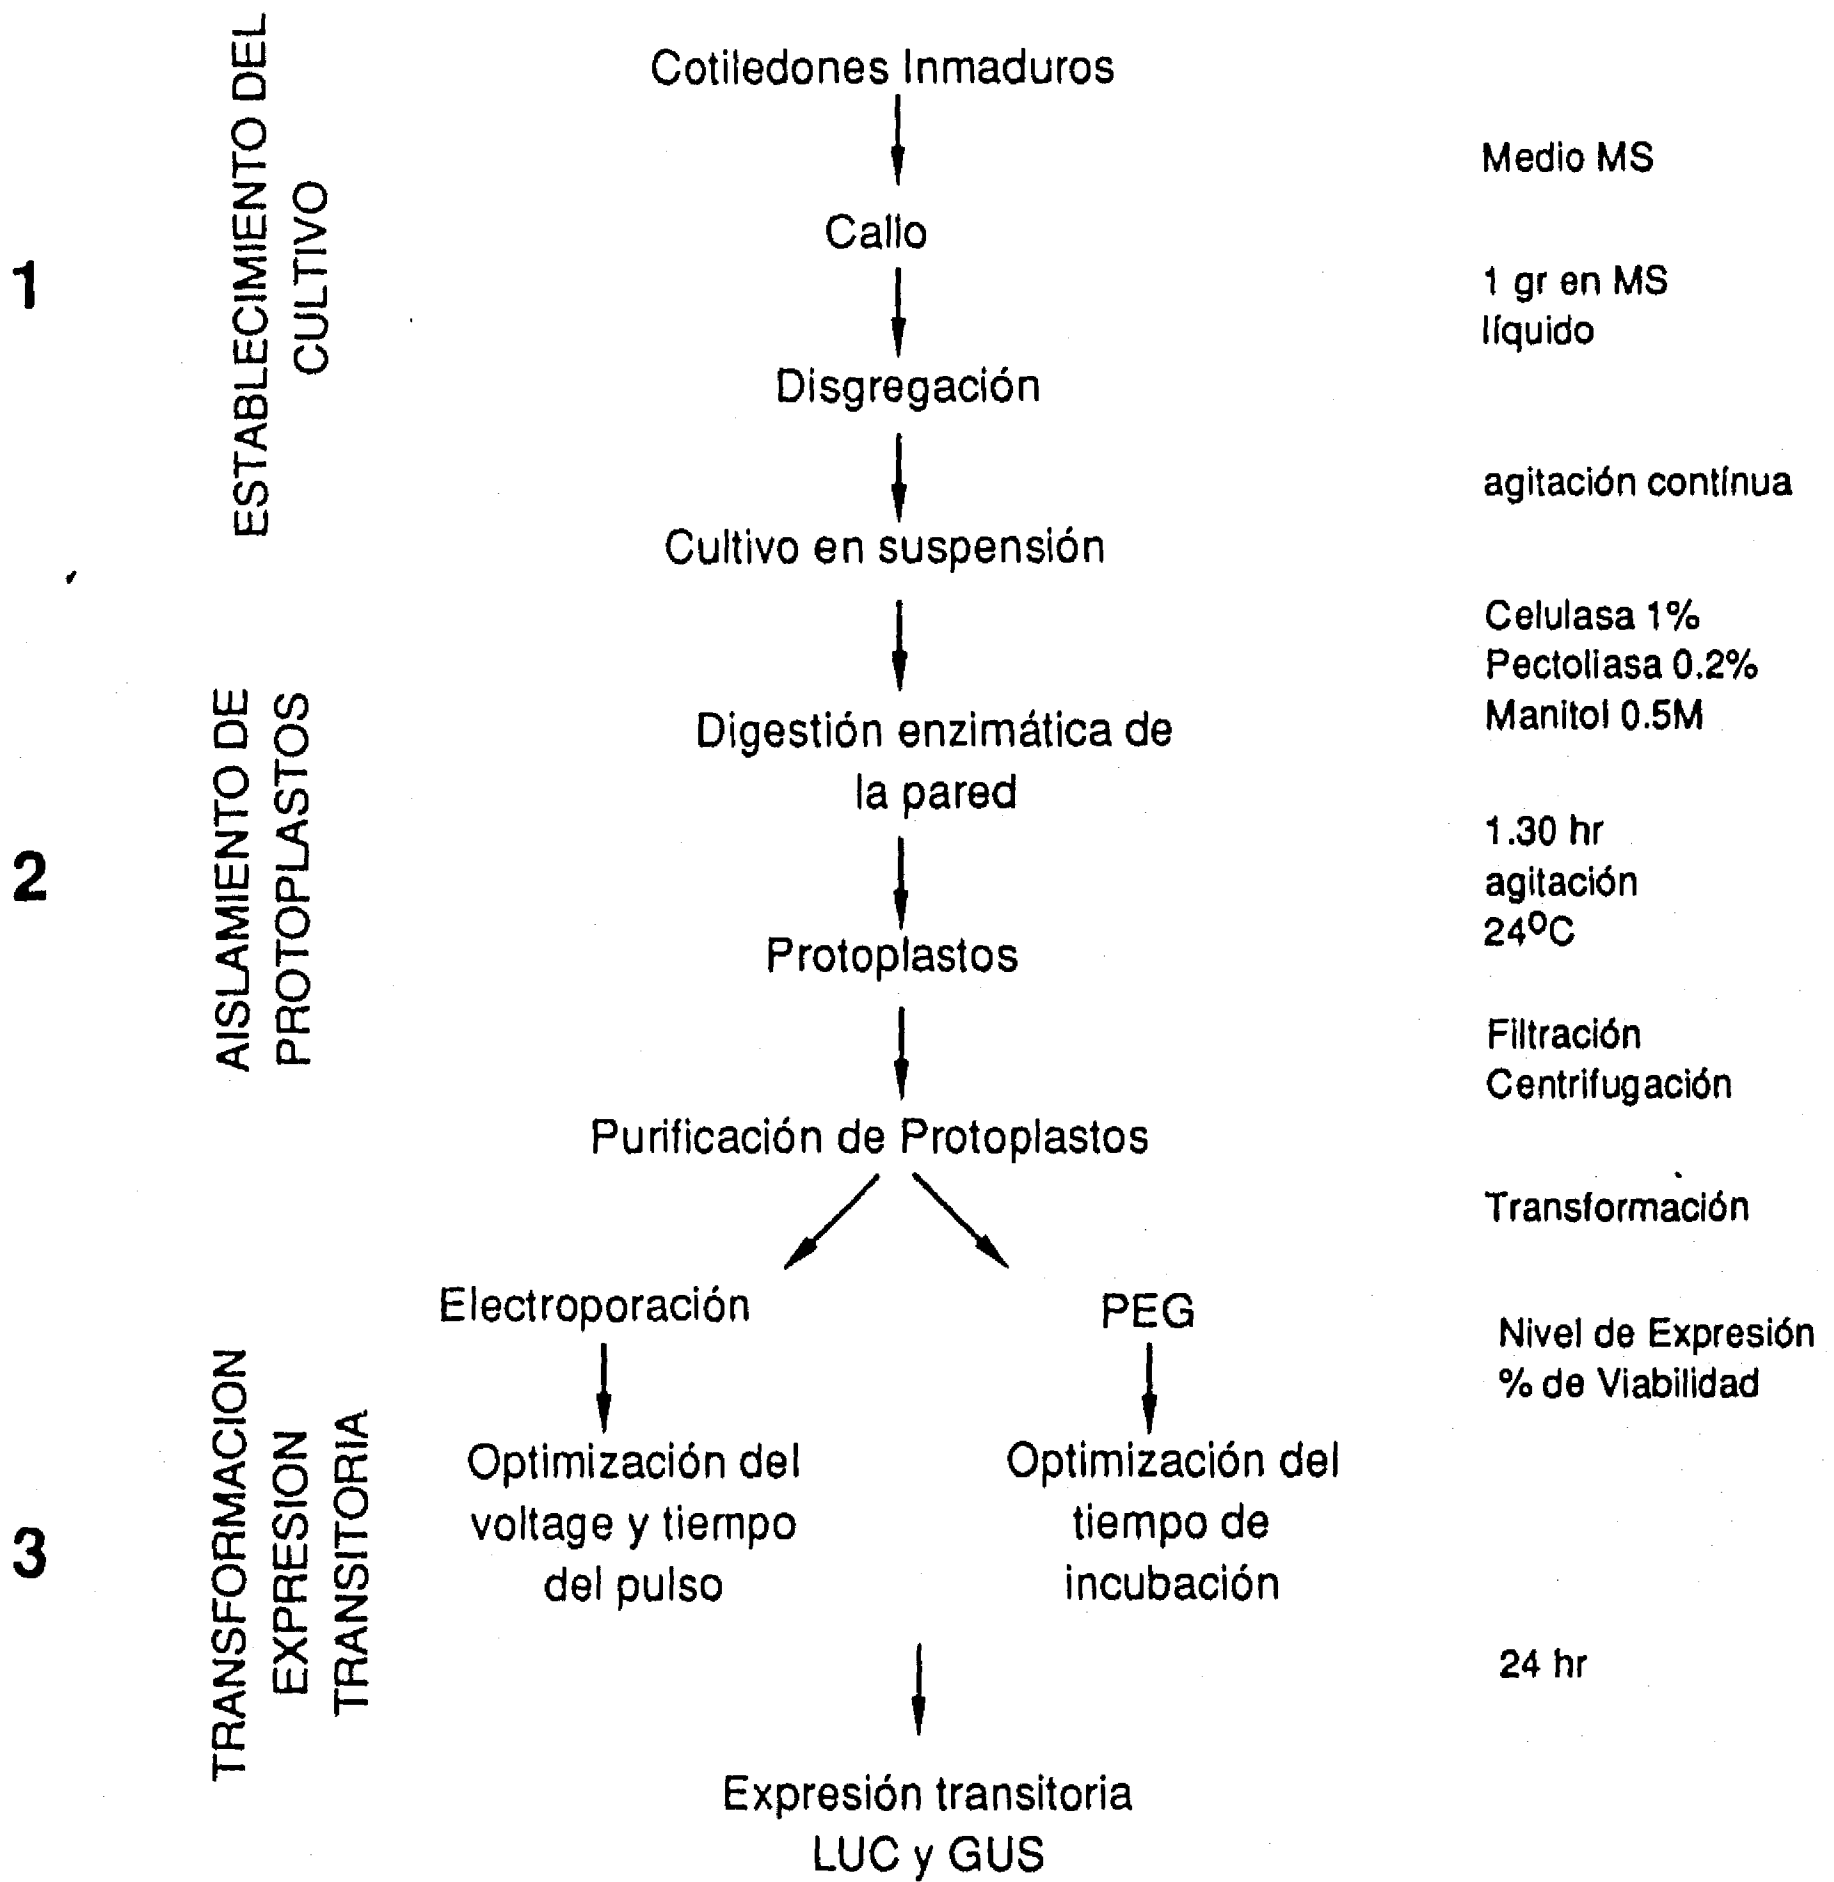 1
ESTABLECIMIENTO DEL
CULTIVO
Cotiledones Inmaduros
Medio MS
Callo
1 gr en MS
líquido
Disgregación
agitación contínua
Cultivo en suspensión
2
AISLAMIENTO DE
PROTOPLASTOS
Celulasa 1%
Pectoliasa 0.2%
Manitol 0.5M
Digestión enzimática de
la pared
1.30 hr
agitación
24ºC
Protoplastos
Filtración
Centrifugación
Purificación de Protoplastos
3
TRANSFORMACION
EXPRESION
TRANSITORIA
Transformación
Electroporación
PEG
Nivel de Expresión
% de Viabilidad
Optimización del
voltage y tiempo
del pulso
Optimización del
tiempo de
incubación
24 hr
Expresión transitoria
LUC y GUS